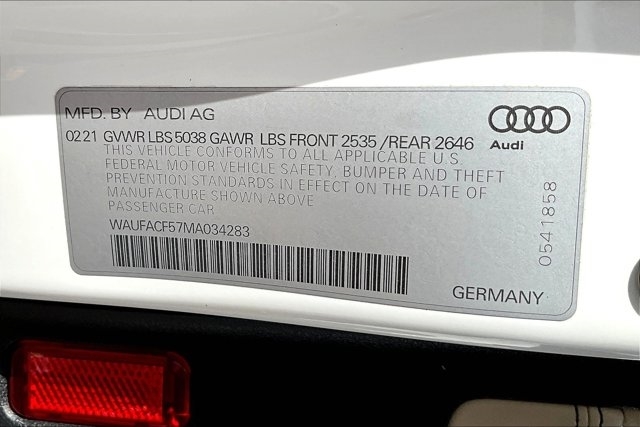 MFD. BY AUDI AG
02.21 GVWR LBS 5038 GAWR LBS FRONT 2535 /REAR 2646
THIS VEHICLE CONFORMS TO ALL APPLICABLE U.S.
FEDERAL MOTOR VEHICLE SAFETY, BUMPER AND THEFT
PREVENTION STANDARDS IN EFFECT ON THE DATE OF
MANUFACTURE SHOWN ABOVE
PASSENGER CAR
WAUFACF57MA034283
GERMANY
Audi
0541858